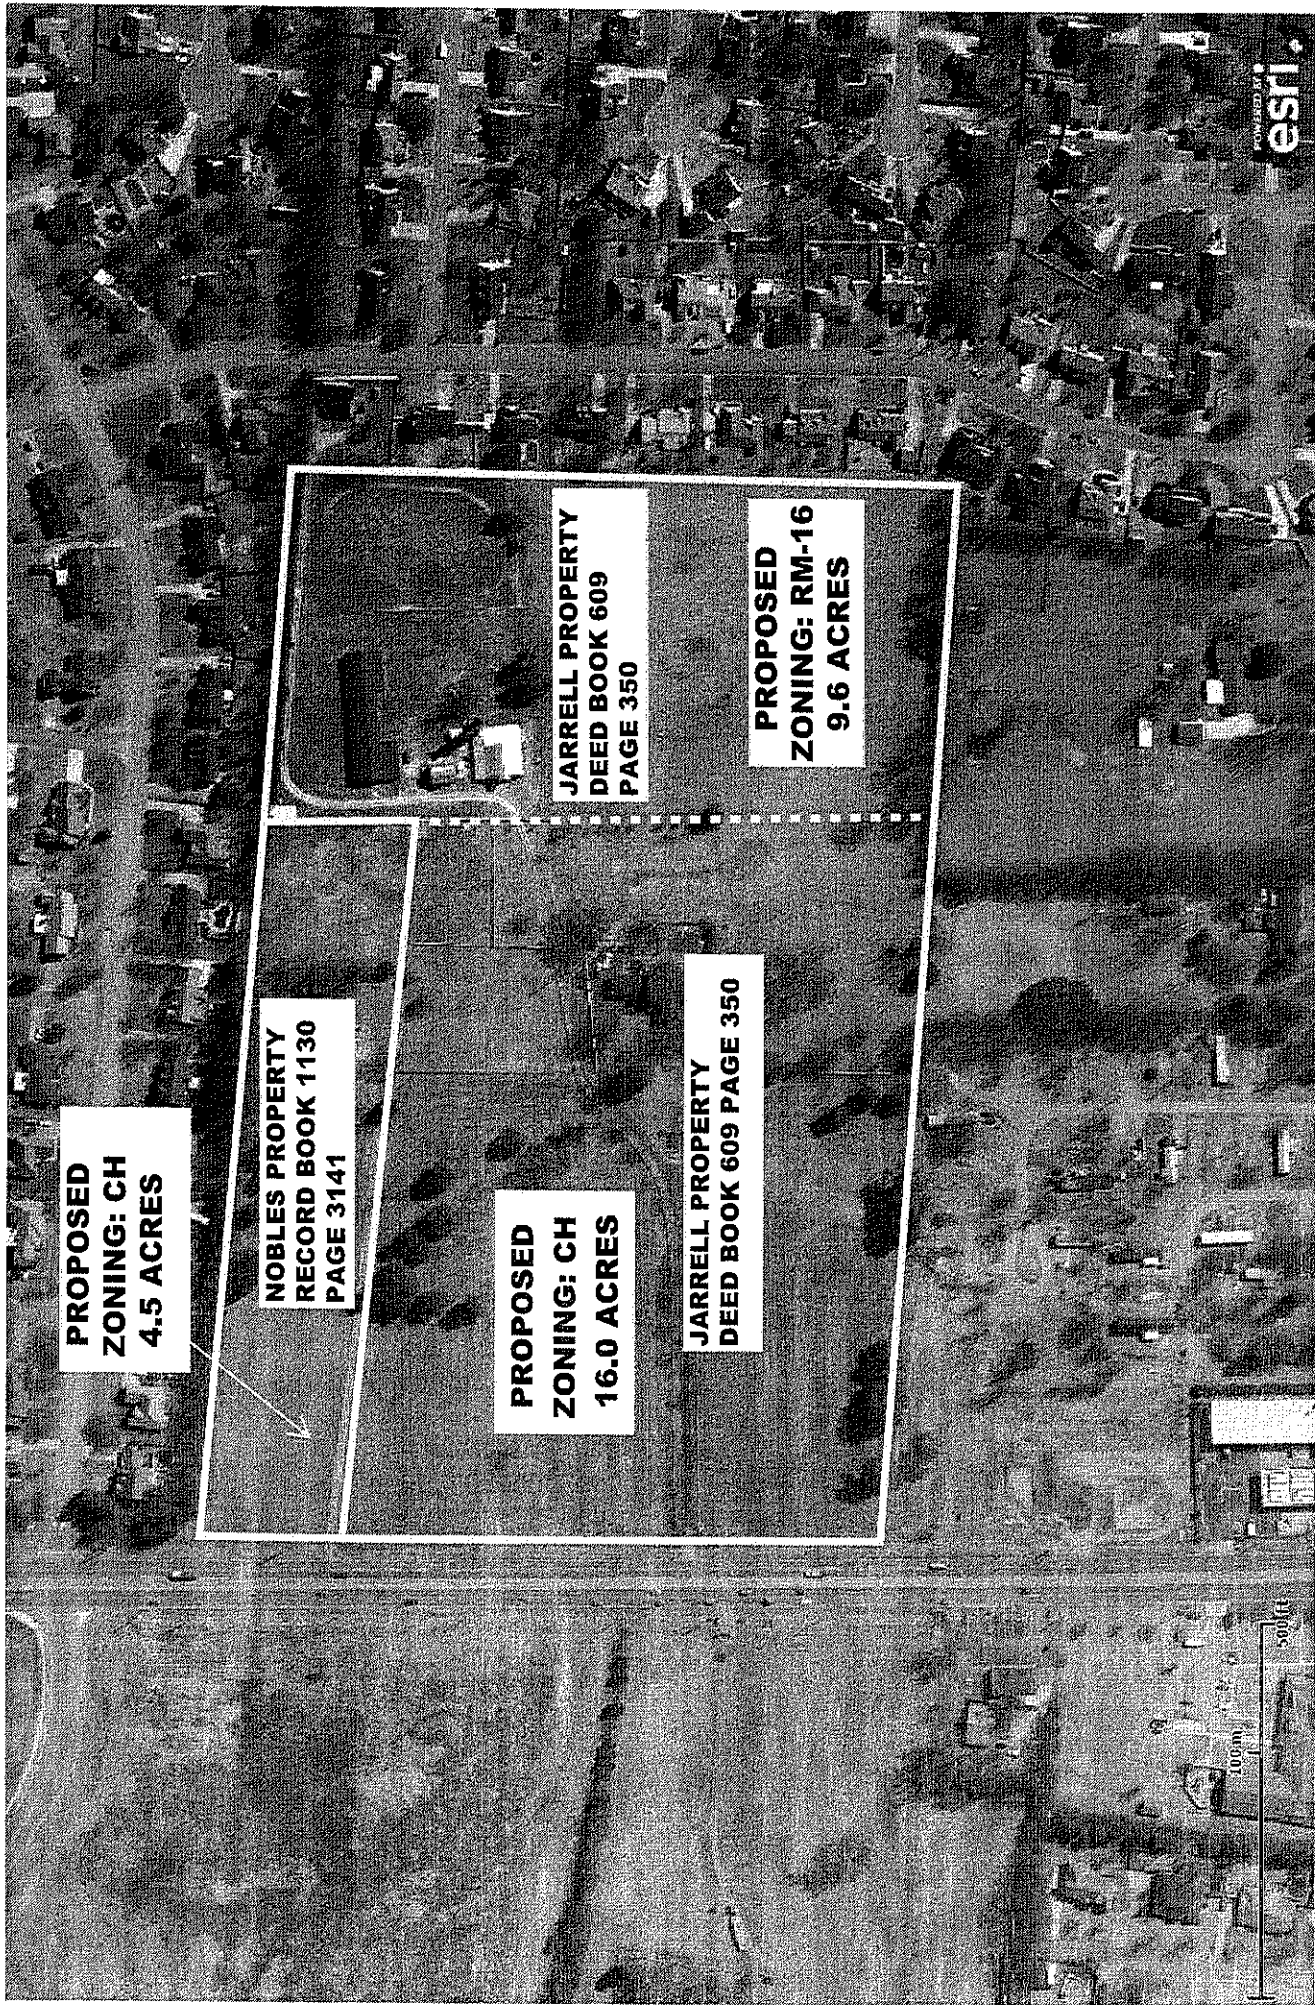 PROPOSED
ZONING: CH
4.5 ACRES
NOBLES PROPERTY
RECORD BOOK 1130
PAGE 3141
PROPOSED
ZONING: CH
16.0 ACRES
JARRELL PROPERTY
DEED BOOK 609 PAGE 350
JARRELL PROPERTY
DEED BOOK 609
PAGE 350
PROPOSED
ZONING: RM-16
9.6 ACRES
100 m
500 ft
POWERED BY
esri